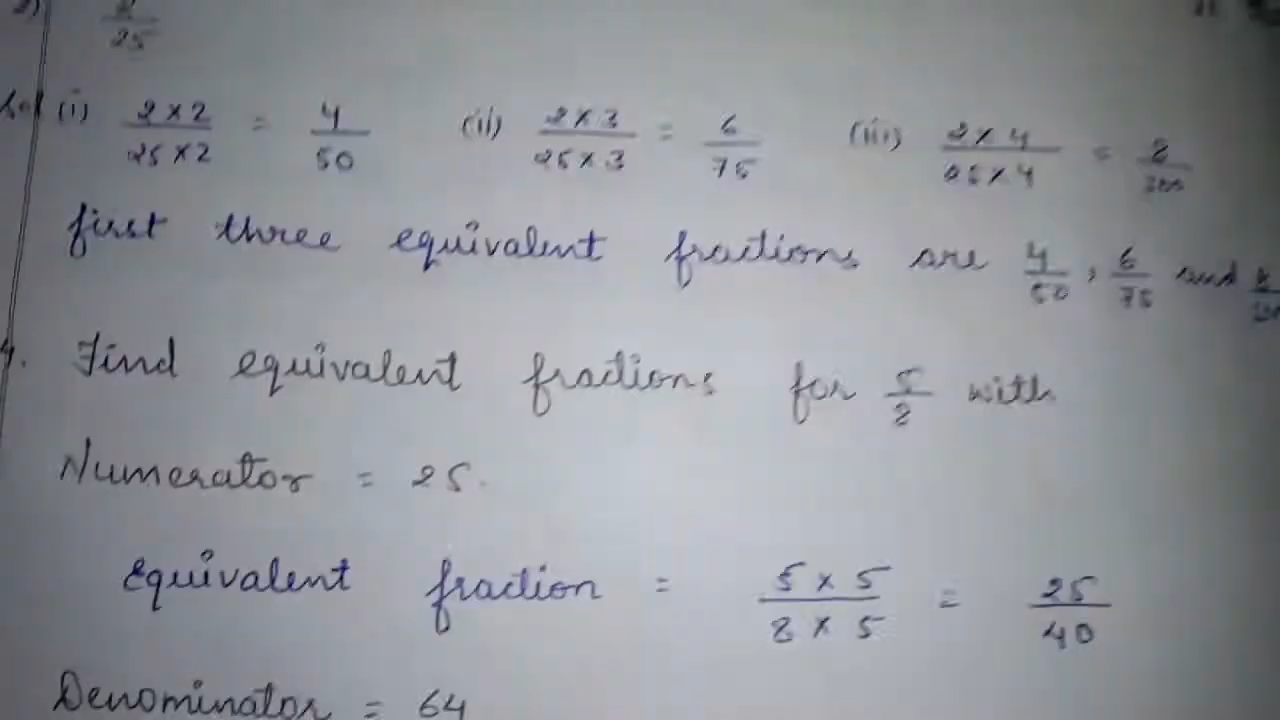 2/25
(i) 2 × 2 / 25 × 2 = 4/50 (ii) 2 × 3 / 25 × 3 = 6/75 (iii) 2 × 4 / 25 × 4 = 8/100
first three equivalent fractions are 4/50 , 6/75 and
Find equivalent fractions for 5/8 with
Numerator = 25.
Equivalent fraction = 5 × 5 / 8 × 5 = 25/40
Denominator = 64